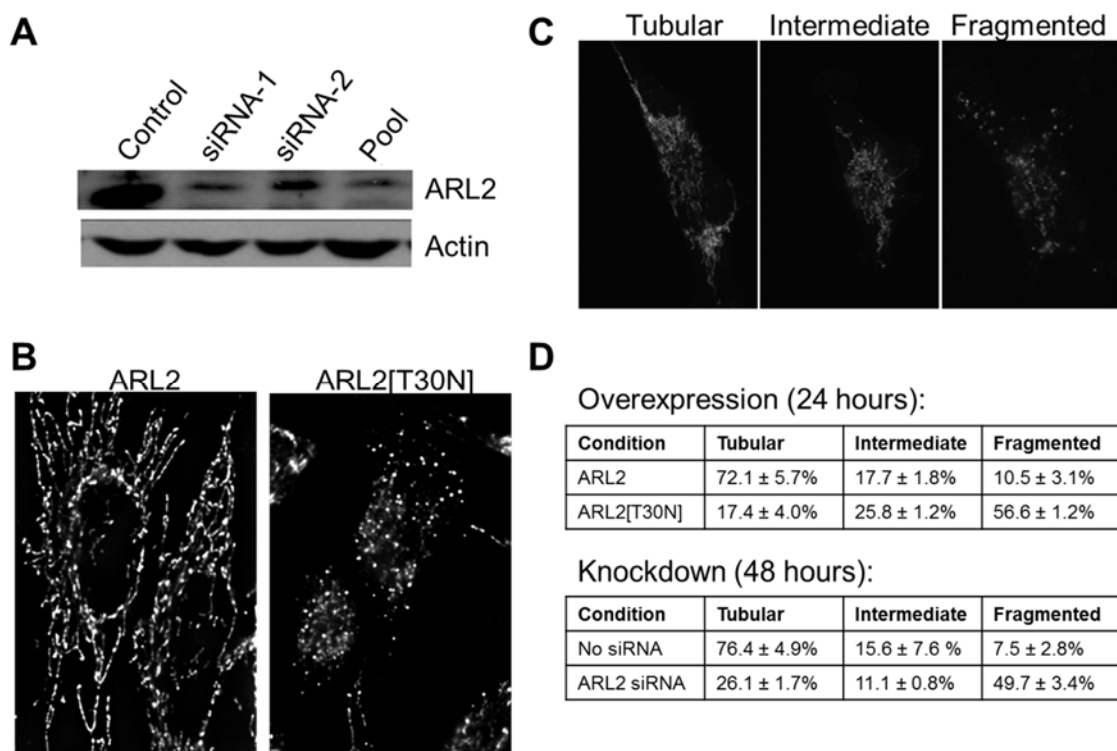 A
Control siRNA-1 siRNA-2 Pool
ARL2
Actin
B
ARL2 ARL2[T30N]
C
Tubular Intermediate Fragmented
D
Overexpression (24 hours):
Condition Tubular Intermediate Fragmented
ARL2 72.1 ± 5.7% 17.7 ± 1.8% 10.5 ± 3.1%
ARL2[T30N] 17.4 ± 4.0% 25.8 ± 1.2% 56.6 ± 1.2%
Knockdown (48 hours):
Condition Tubular Intermediate Fragmented
No siRNA 76.4 ± 4.9% 15.6 ± 7.6 % 7.5 ± 2.8%
ARL2 siRNA 26.1 ± 1.7% 11.1 ± 0.8% 49.7 ± 3.4%